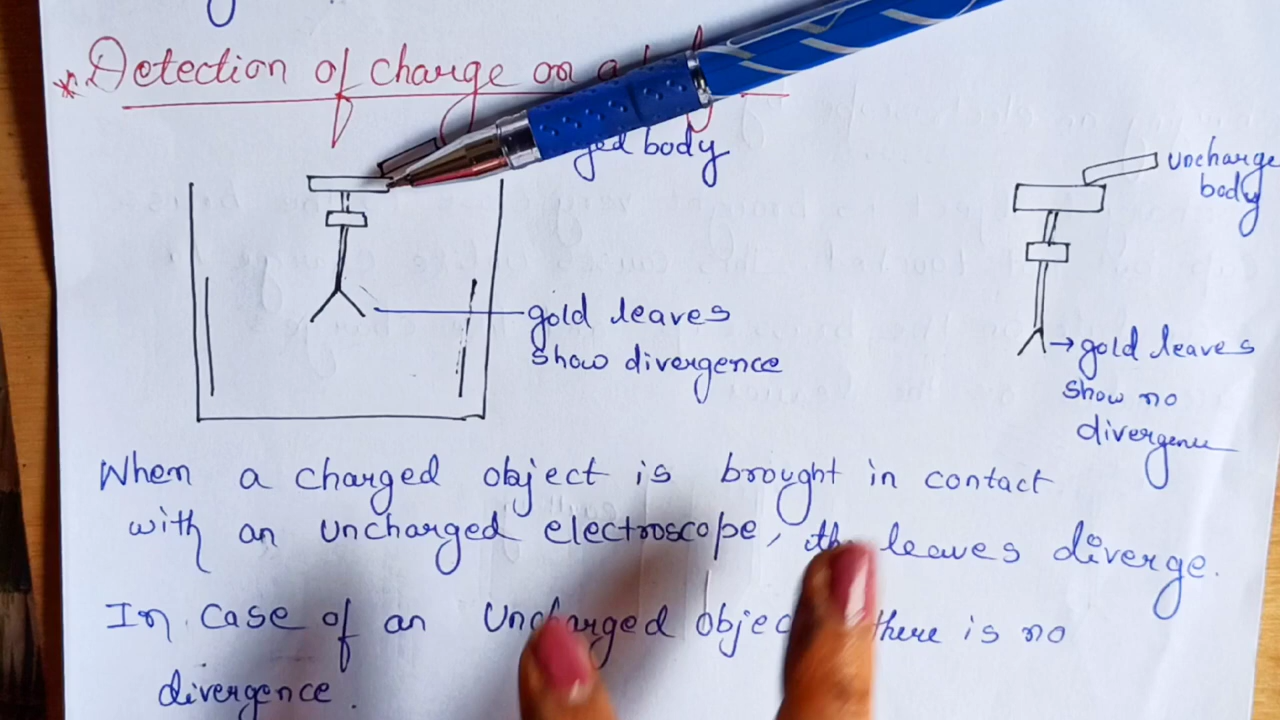 * Detection of charge on a
body
uncharge
body
gold leaves
show divergence
→ gold leaves
show no
divergence
When a charged object is brought in contact
with an uncharged electroscope, the leaves diverge.
In case of an Uncharged there is no
divergence.